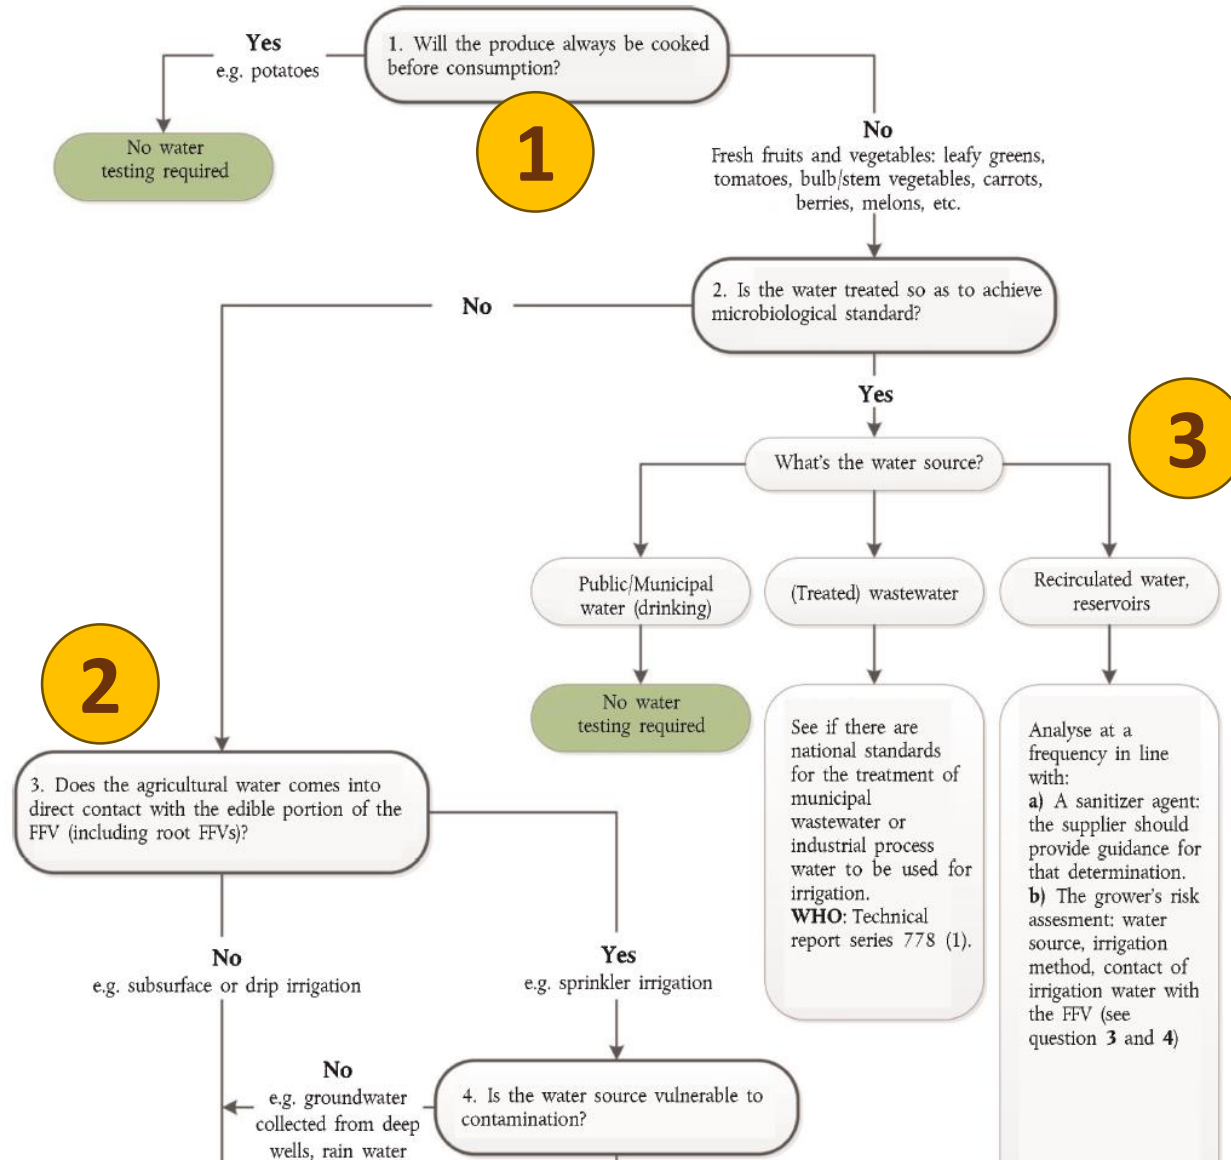 1. Will the produce always be cooked
before consumption?
Yes
e.g. potatoes
No water
testing required
1
No
Fresh fruits and vegetables: leafy greens,
tomatoes, bulb/stem vegetables, carrots,
berries, melons, etc.
2. Is the water treated so as to achieve
microbiological standard?
No
Yes
3
What's the water source?
Public/Municipal
water (drinking)
(Treated) wastewater
Recirculated water,
reservoirs
No water
testing required
See if there are
national standards
for the treatment of
municipal
wastewater or
industrial process
water to be used for
irrigation.
WHO: Technical
report series 778 (1).
Analyse at a
frequency in line
with:
a) A sanitizer agent:
the supplier should
provide guidance for
that determination.
b) The grower's risk
assesment: water
source, irrigation
method, contact of
irrigation water with
the FFV (see
question 3 and 4)
2
3. Does the agricultural water comes into
direct contact with the edible portion of the
FFV (including root FFVs)?
No
e.g. subsurface or drip irrigation
Yes
e.g. sprinkler irrigation
4. Is the water source vulnerable to
contamination?
No
e.g. groundwater
collected from deep
wells, rain water